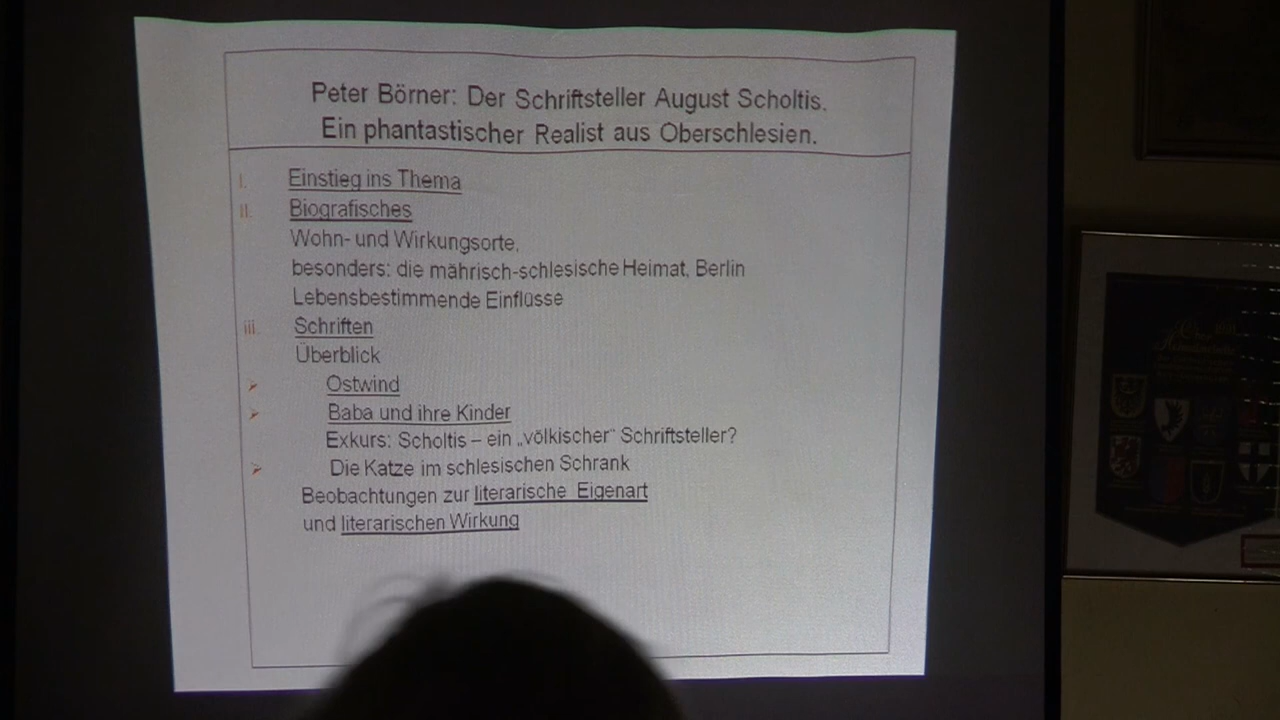 Peter Börner: Der Schriftsteller August Scholtis.
Ein phantastischer Realist aus Oberschlesien.
I. Einstieg ins Thema
II. Biografisches
Wohn- und Wirkungsorte,
besonders: die mährisch-schlesische Heimat, Berlin
Lebensbestimmende Einflüsse
iii. Schriften
Überblick
➢ Ostwind
➢ Baba und ihre Kinder
Exkurs: Scholtis – ein „völkischer“ Schriftsteller?
➢ Die Katze im schlesischen Schrank
Beobachtungen zur literarische Eigenart
und literarischen Wirkung